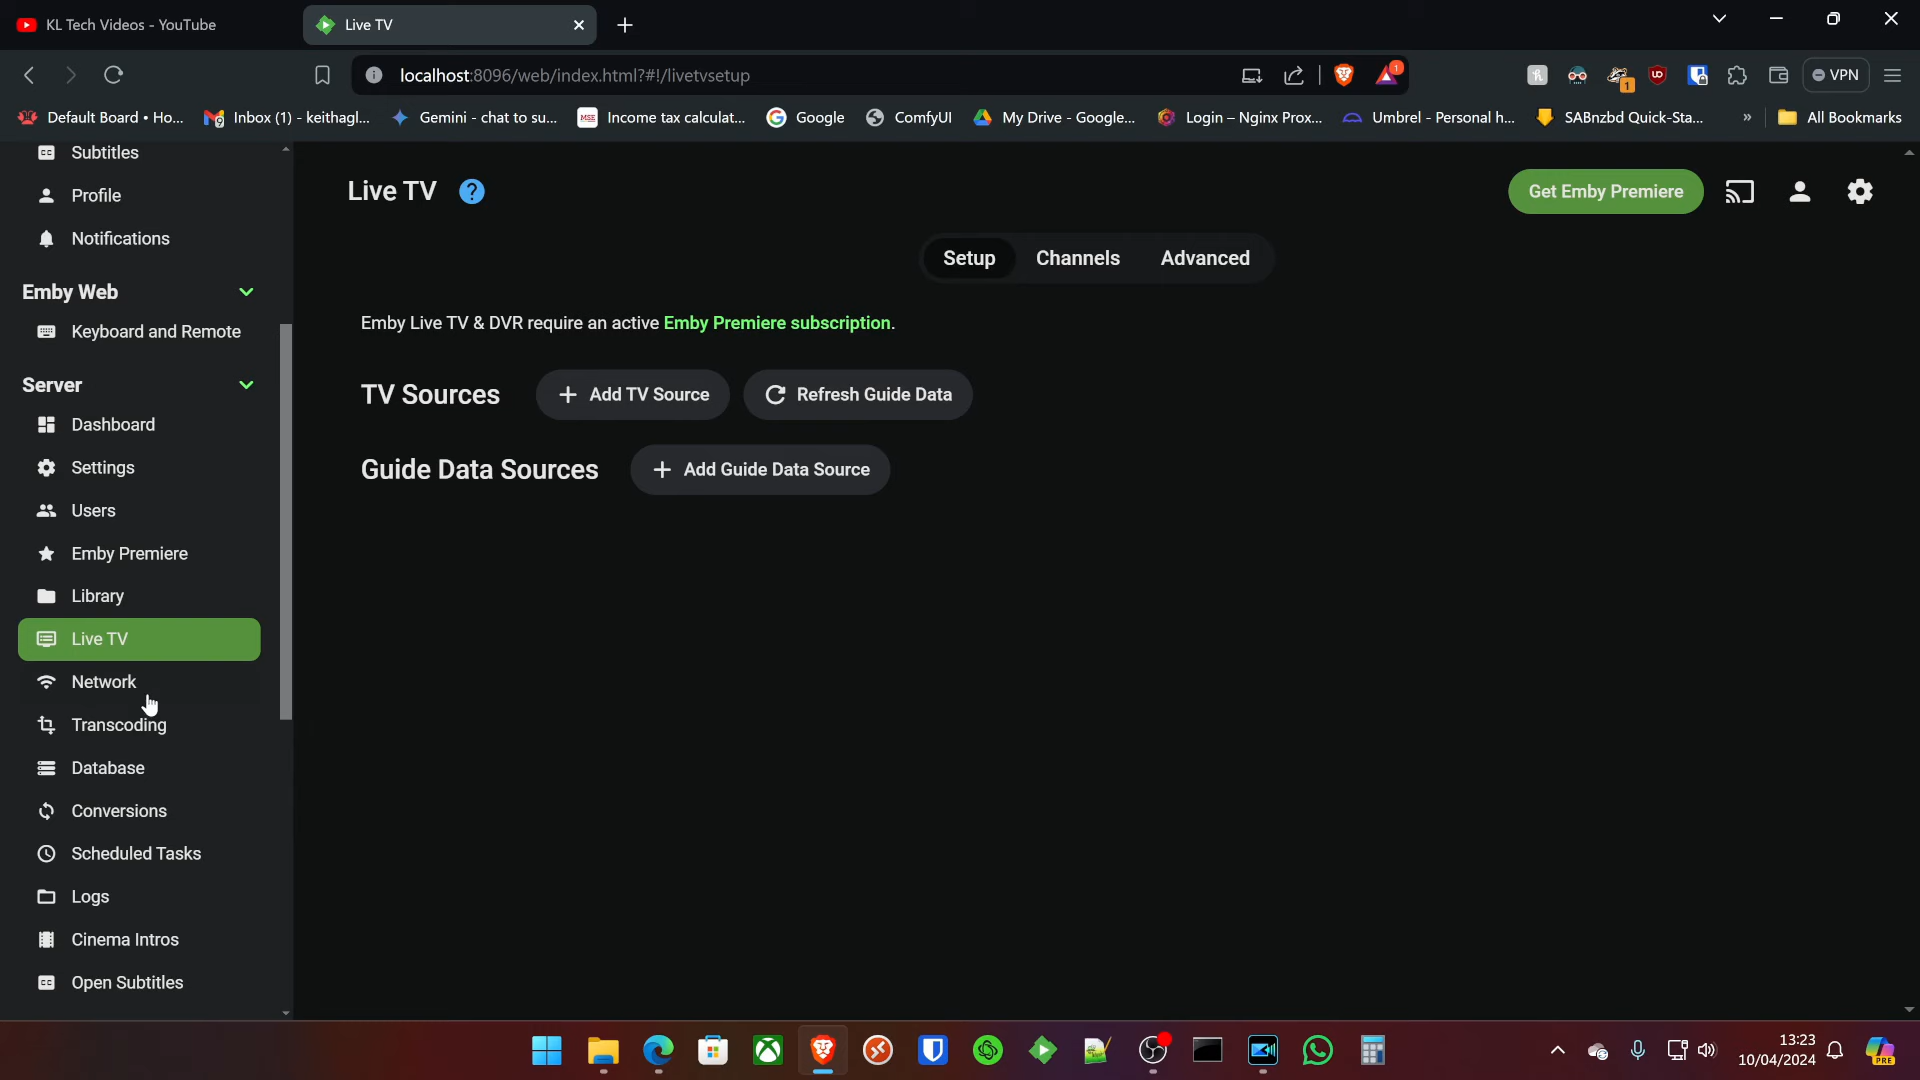 KL Tech Videos - YouTube
Live TV
localhost:8096/web/index.html?#!/livetvsetup
1
1
VPN
Default Board • Ho...
Inbox (1) - keithagl...
Gemini - chat to su...
MSE
Income tax calculat...
Google
ComfyUI
My Drive - Google...
Login – Nginx Prox...
Umbrel - Personal h...
SABnzbd Quick-Sta...
»
All Bookmarks
Subtitles
Profile
Notifications
Emby Web
Keyboard and Remote
Server
Dashboard
Settings
Users
Emby Premiere
Library
Live TV
Network
Transcoding
Database
Conversions
Scheduled Tasks
Logs
Cinema Intros
Open Subtitles
Live TV ?
Get Emby Premiere
Setup
Channels
Advanced
Emby Live TV & DVR require an active Emby Premiere subscription.
TV Sources
+ Add TV Source
Refresh Guide Data
Guide Data Sources
+ Add Guide Data Source
13:23
10/04/2024
PRE